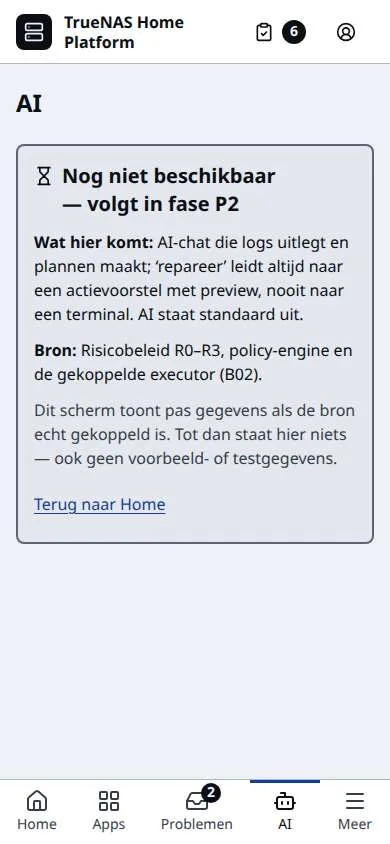 TrueNAS Home
Platform
6
AI
Nog niet beschikbaar
— volgt in fase P2
Wat hier komt: AI-chat die logs uitlegt en
plannen maakt; ‘repareer’ leidt altijd naar
een actievoorstel met preview, nooit naar
een terminal. AI staat standaard uit.
Bron: Risicobeleid R0–R3, policy-engine en
de gekoppelde executor (B02).
Dit scherm toont pas gegevens als de bron
echt gekoppeld is. Tot dan staat hier niets
— ook geen voorbeeld- of testgegevens.
Terug naar Home
2
Home Apps Problemen AI Meer